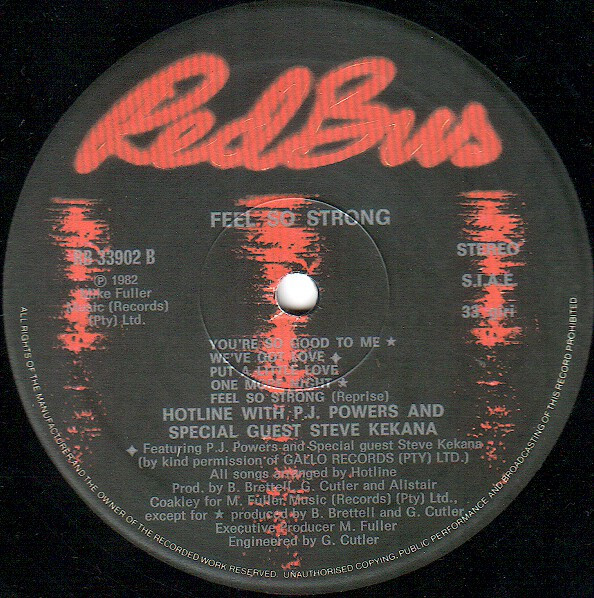 Red Bus
FEEL SO STRONG
RB 33902 B
℗ 1982
Mike Fuller
Music (Records)
(Pty) Ltd.
STEREO
S.I.A.E.
33
YOU'RE SO GOOD TO ME ★
WE'VE GOT LOVE ✦
PUT A LITTLE LOVE
ONE MORE NIGHT ★
FEEL SO STRONG (Reprise)
HOTLINE WITH P.J. POWERS AND
SPECIAL GUEST STEVE KEKANA
✦ Featuring P.J. Powers and Special guest Steve Kekana
(by kind permission of GALLO RECORDS (PTY) LTD.)
All songs arranged by Hotline
Prod. by B. Brettell, G. Cutler and Allstair
Coakley for M. Fuller Music (Records) (Pty) Ltd.,
except for ★ produced by B. Brettell and G. Cutler
Executive Producer M. Fuller
Engineered by G. Cutler
ALL RIGHTS OF THE MANUFACTURER AND THE OWNER OF THE RECORDED WORK RESERVED. UNAUTHORISED COPYING, PUBLIC PERFORMANCE AND BROADCASTING OF THIS RECORD PROHIBITED